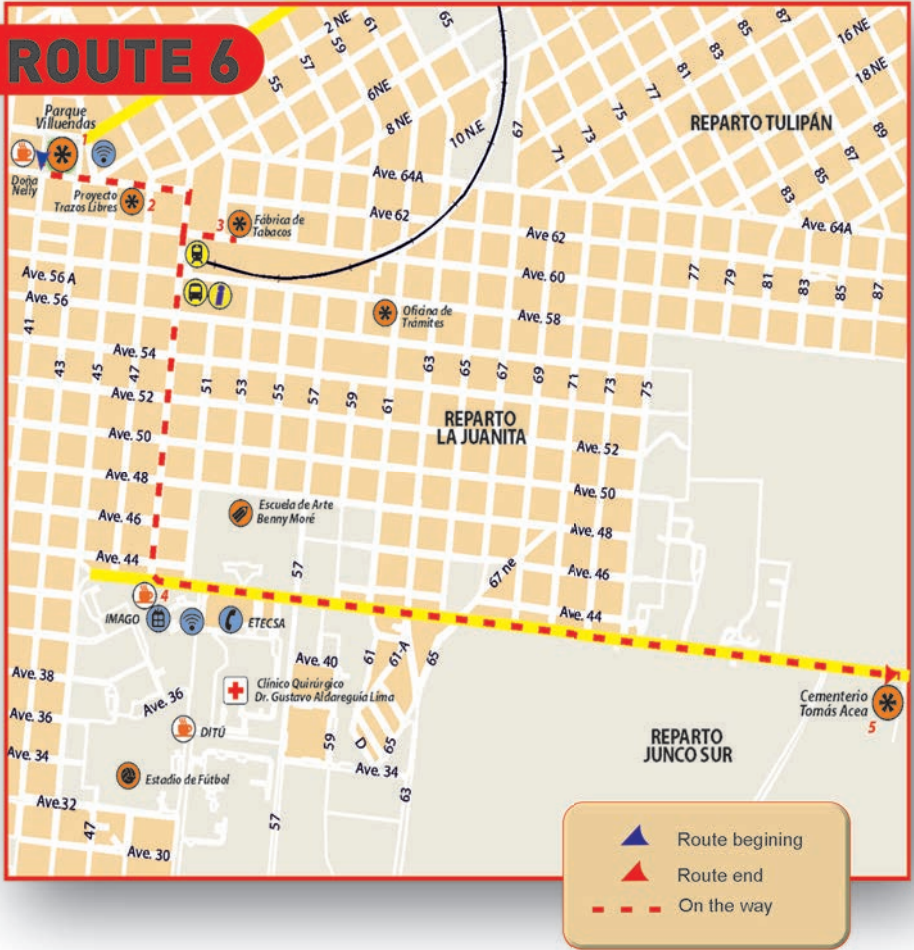 ROUTE 6
2 NE
57
59
61
65
55
6NE
8 NE
10 N.E
67
87
85
83
81
77
75
73
71
16 NE
18 NE
89
87
85
83
REPARTO TULIPÁN
Parque
Villuendas
1
Doña
Nelly
Proyecto
Trazos Libres
2
3
Fábrica de
Tabacos
Ave. 64A
Ave 62
Ave 62
Ave. 64A
Ave. 60
Ave. 58
77
79
81
83
85
87
Ave. 56 A
Ave. 56
Oficina de
Trámites
41
43
45
47
Ave. 54
Ave. 52
Ave. 50
Ave. 48
Ave. 46
Ave. 44
51
53
55
57
59
61
63
65
67
69
71
73
75
REPARTO
LA JUANITA
Ave. 52
Ave. 50
Ave. 48
Ave. 46
Ave. 44
Escuela de Arte
Benny Moré
57
67 ne
4
IMAGO
ETECSA
Ave. 40
61
61-A
65
Ave. 38
Ave. 36
Ave. 34
Ave. 36
Clínico Quirúrgico
Dr. Gustavo Aldareguía Lima
DITÚ
59
D
65
Ave. 34
63
Estadio de Fútbol
Ave.32
47
57
Ave. 30
Cementerio
Tomás Acea
5
REPARTO
JUNCO SUR
Route begining
Route end
On the way